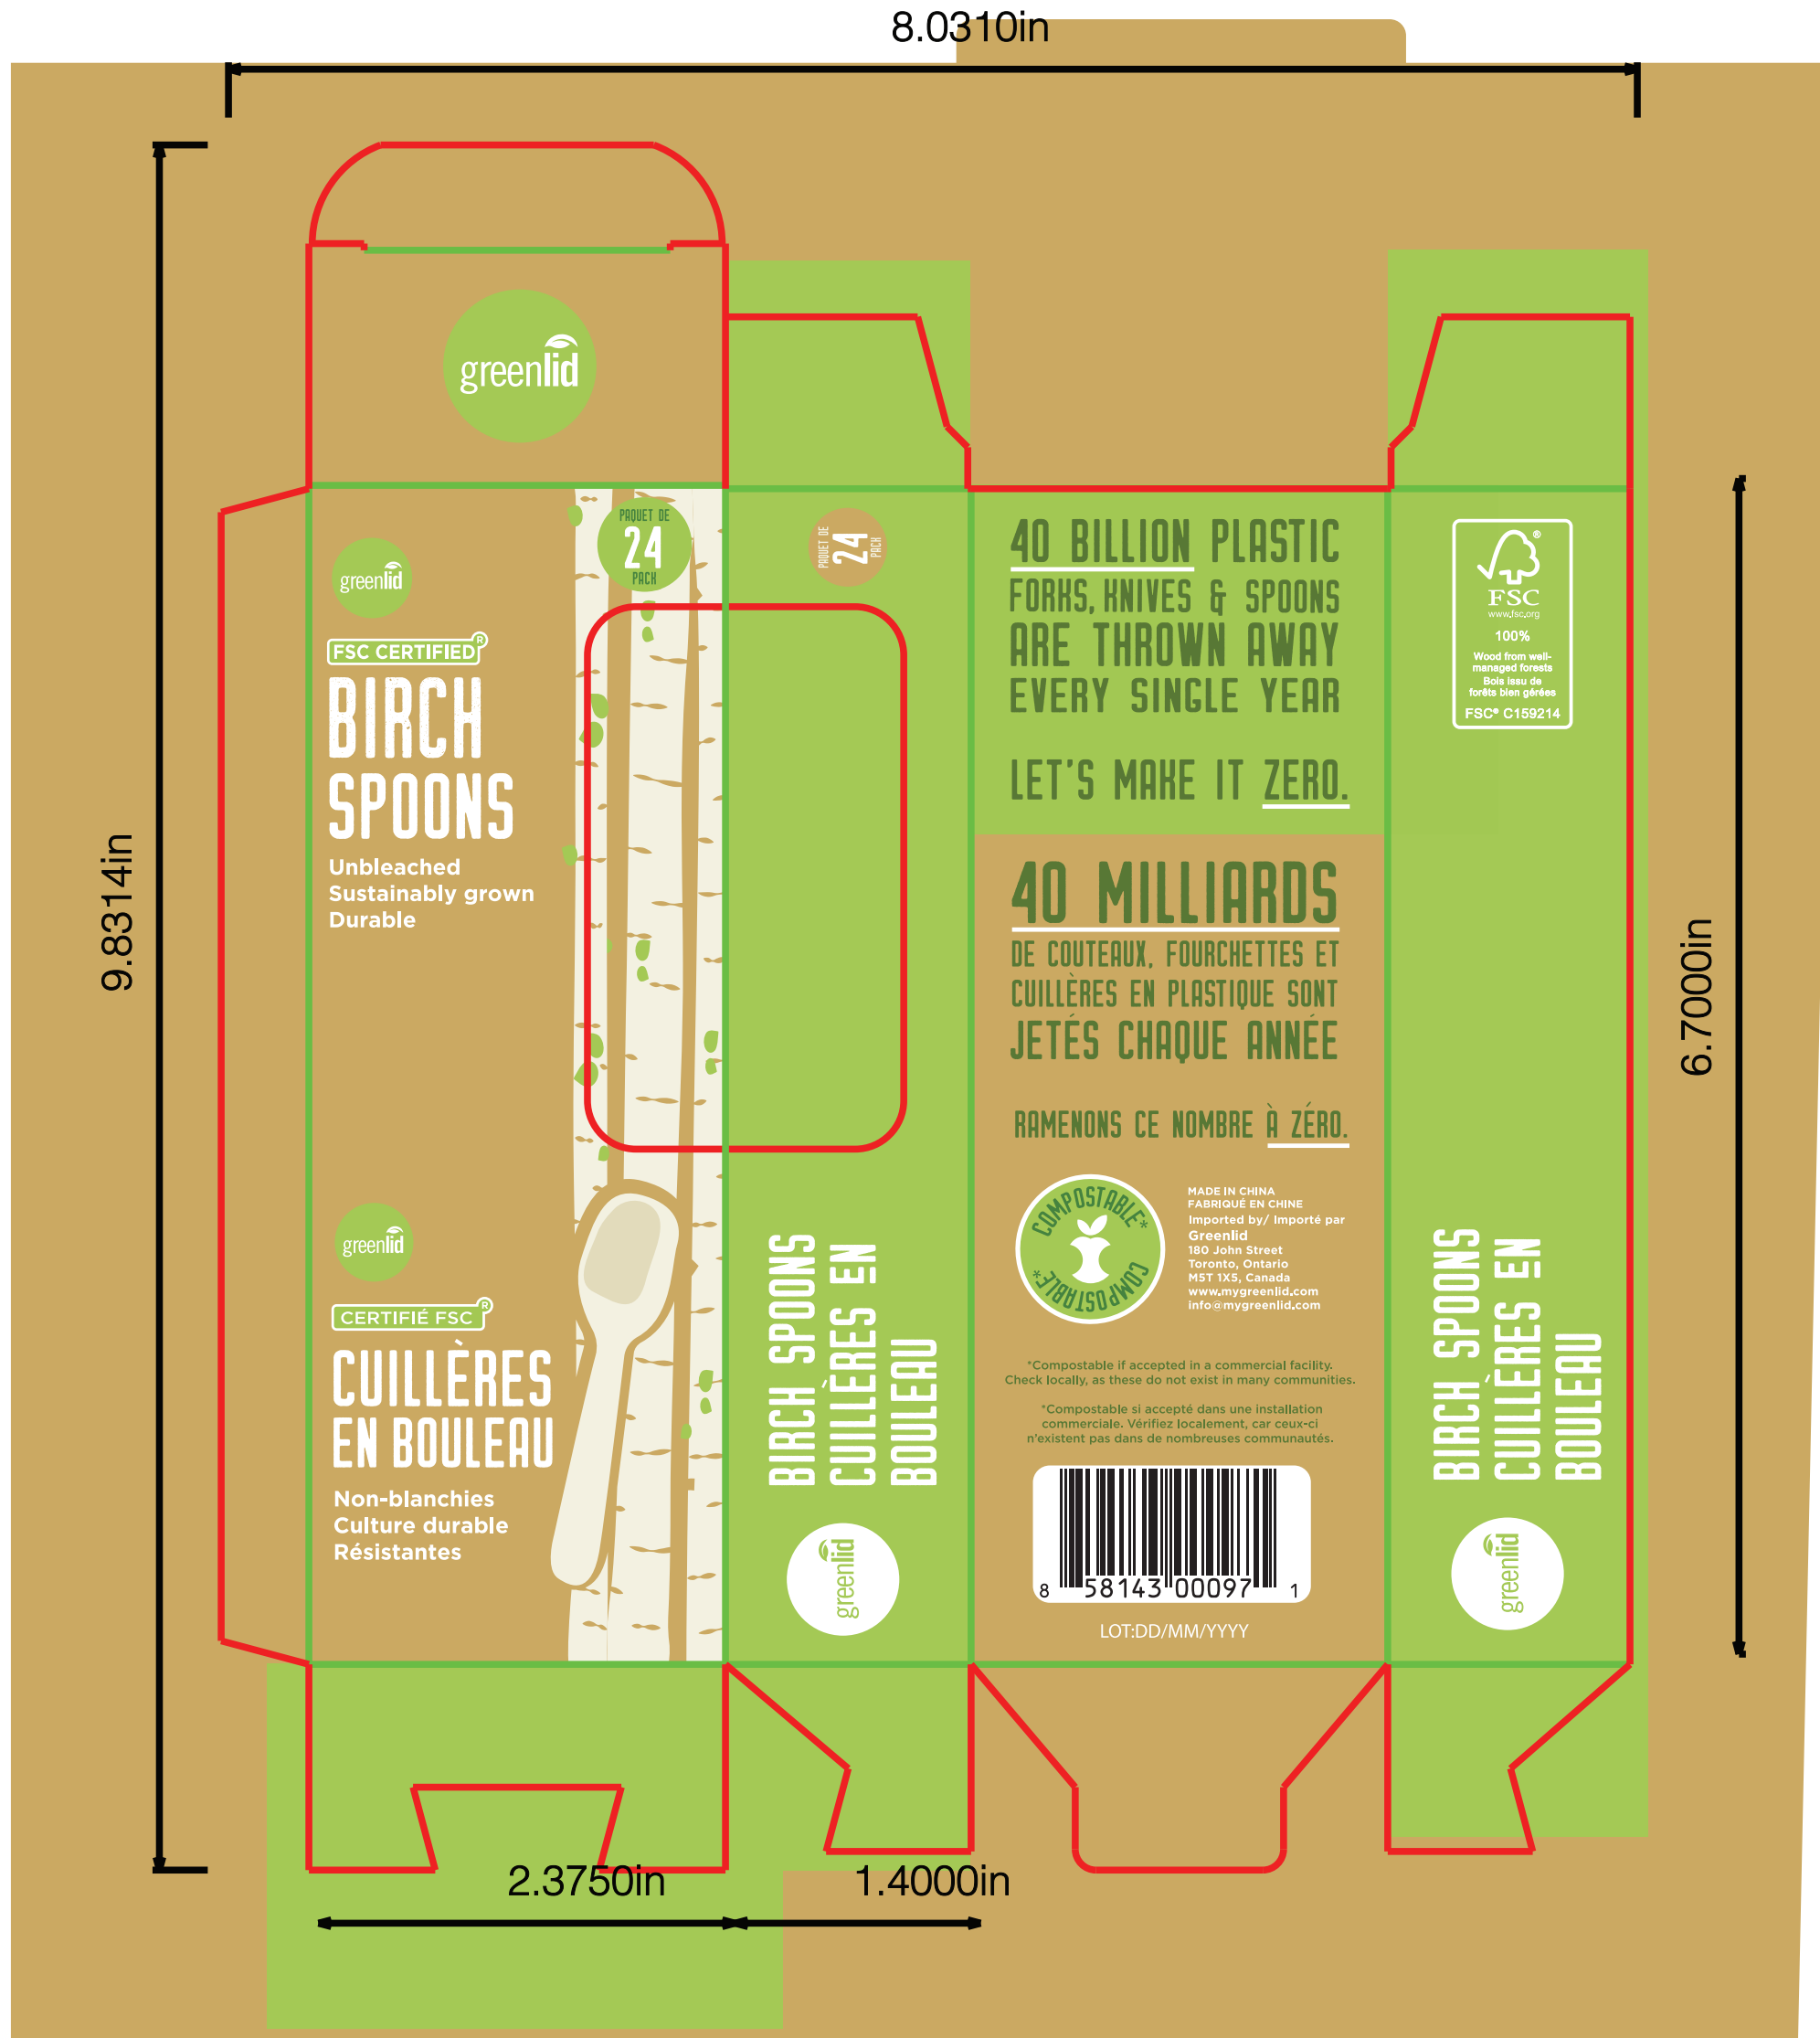 8.0310in
9.8314in
6.7000in
2.3750in
1.4000in
greenlid
greenlid
FSC CERTIFIED®
BIRCH
SPOONS
Unbleached
Sustainably grown
Durable
PAQUET DE
24
PACK
greenlid
CERTIFIÉ FSC®
CUILLÈRES
EN BOULEAU
Non-blanchies
Culture durable
Résistantes
PAQUET DE
24
PACK
BIRCH SPOONS
CUILLÈRES EN
BOULEAU
greenlid
40 BILLION PLASTIC
FORKS, KNIVES & SPOONS
ARE THROWN AWAY
EVERY SINGLE YEAR
LET'S MAKE IT ZERO.
40 MILLIARDS
DE COUTEAUX, FOURCHETTES ET
CUILLÈRES EN PLASTIQUE SONT
JETÉS CHAQUE ANNÉE
RAMENONS CE NOMBRE À ZÉRO.
COMPOSTABLE*
COMPOSTABLE*
MADE IN CHINA
FABRIQUÉ EN CHINE
Imported by/ Importé par
Greenlid
180 John Street
Toronto, Ontario
M5T 1X5, Canada
www.mygreenlid.com
info@mygreenlid.com
*Compostable if accepted in a commercial facility.
Check locally, as these do not exist in many communities.
*Compostable si accepté dans une installation
commerciale. Vérifiez localement, car ceux-ci
n'existent pas dans de nombreuses communautés.
8 58143 00097 1
LOT:DD/MM/YYYY
®
FSC
www.fsc.org
100%
Wood from well-
managed forests
Bois issu de
forêts bien gérées
FSC® C159214
BIRCH SPOONS
CUILLÈRES EN
BOULEAU
greenlid